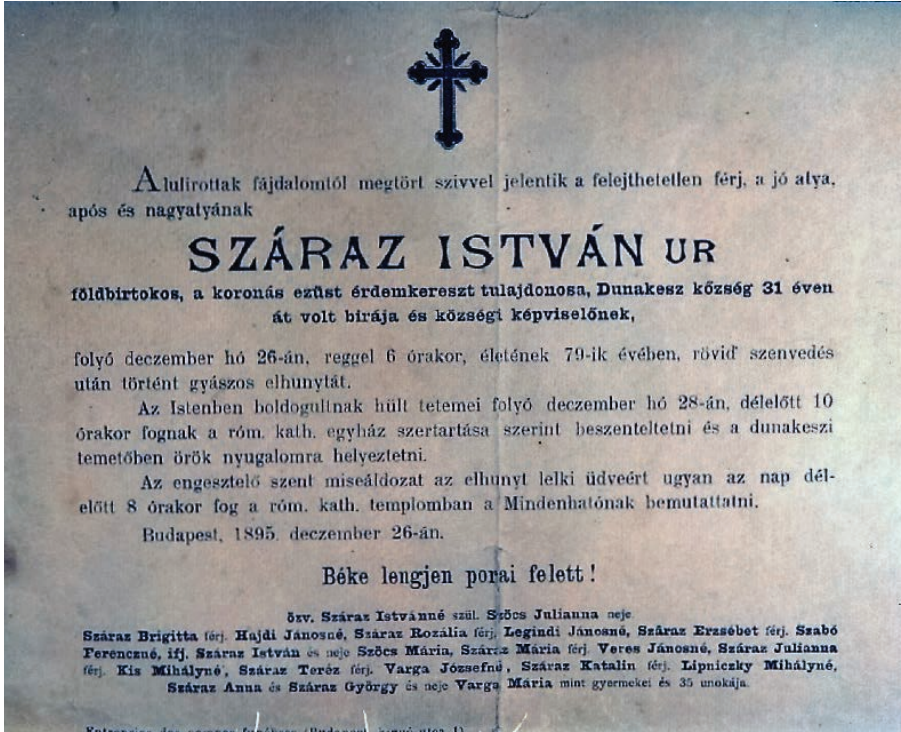 Alulirottak fájdalomtól megtört szivvel jelentik a felejthetetlen férj, a jó atya,
após és nagyatyának
SZÁRAZ ISTVÁN UR
földbirtokos, a koronás ezüst érdemkereszt tulajdonosa, Dunakesz község 31 éven
át volt birája és községi képviselőnek,
folyó deczember hó 26-án, reggel 6 órakor, életének 79-ik évében, rövid szenvedés
után történt gyászos elhunytát.
Az Istenben boldogultnak hült tetemei folyó deczember hó 28-án, délelőtt 10
órakor fognak a róm. kath. egyház szertartása szerint beszenteltetni és a dunakeszi
temetőben örök nyugalomra helyeztetni.
Az engesztelő szent miseáldozat az elhunyt lelki üdveért ugyan az nap dél-
előtt 8 órakor fog a róm. kath. templomban a Mindenhatónak bemutattatni.
Budapest, 1895. deczember 26-án.
Béke lengjen porai felett!
özv. Száraz Istvánné szül. Szöcs Julianna neje.
Száraz Brigitta férj. Hajdi Jánosné, Száraz Rozália férj. Legindi Jánosné, Száraz Erzsébet férj. Szabó
Ferenczné, ifj. Száraz István és neje Szöcs Mária, Száraz Mária férj. Veres Jánosné, Száraz Julianna
férj. Kis Mihályné, Száraz Teréz férj. Varga Józsefné, Száraz Katalin férj. Lipniczky Mihályné,
Száraz Anna és Száraz György és neje Varga Mária mint gyermekei és 35 unokája.